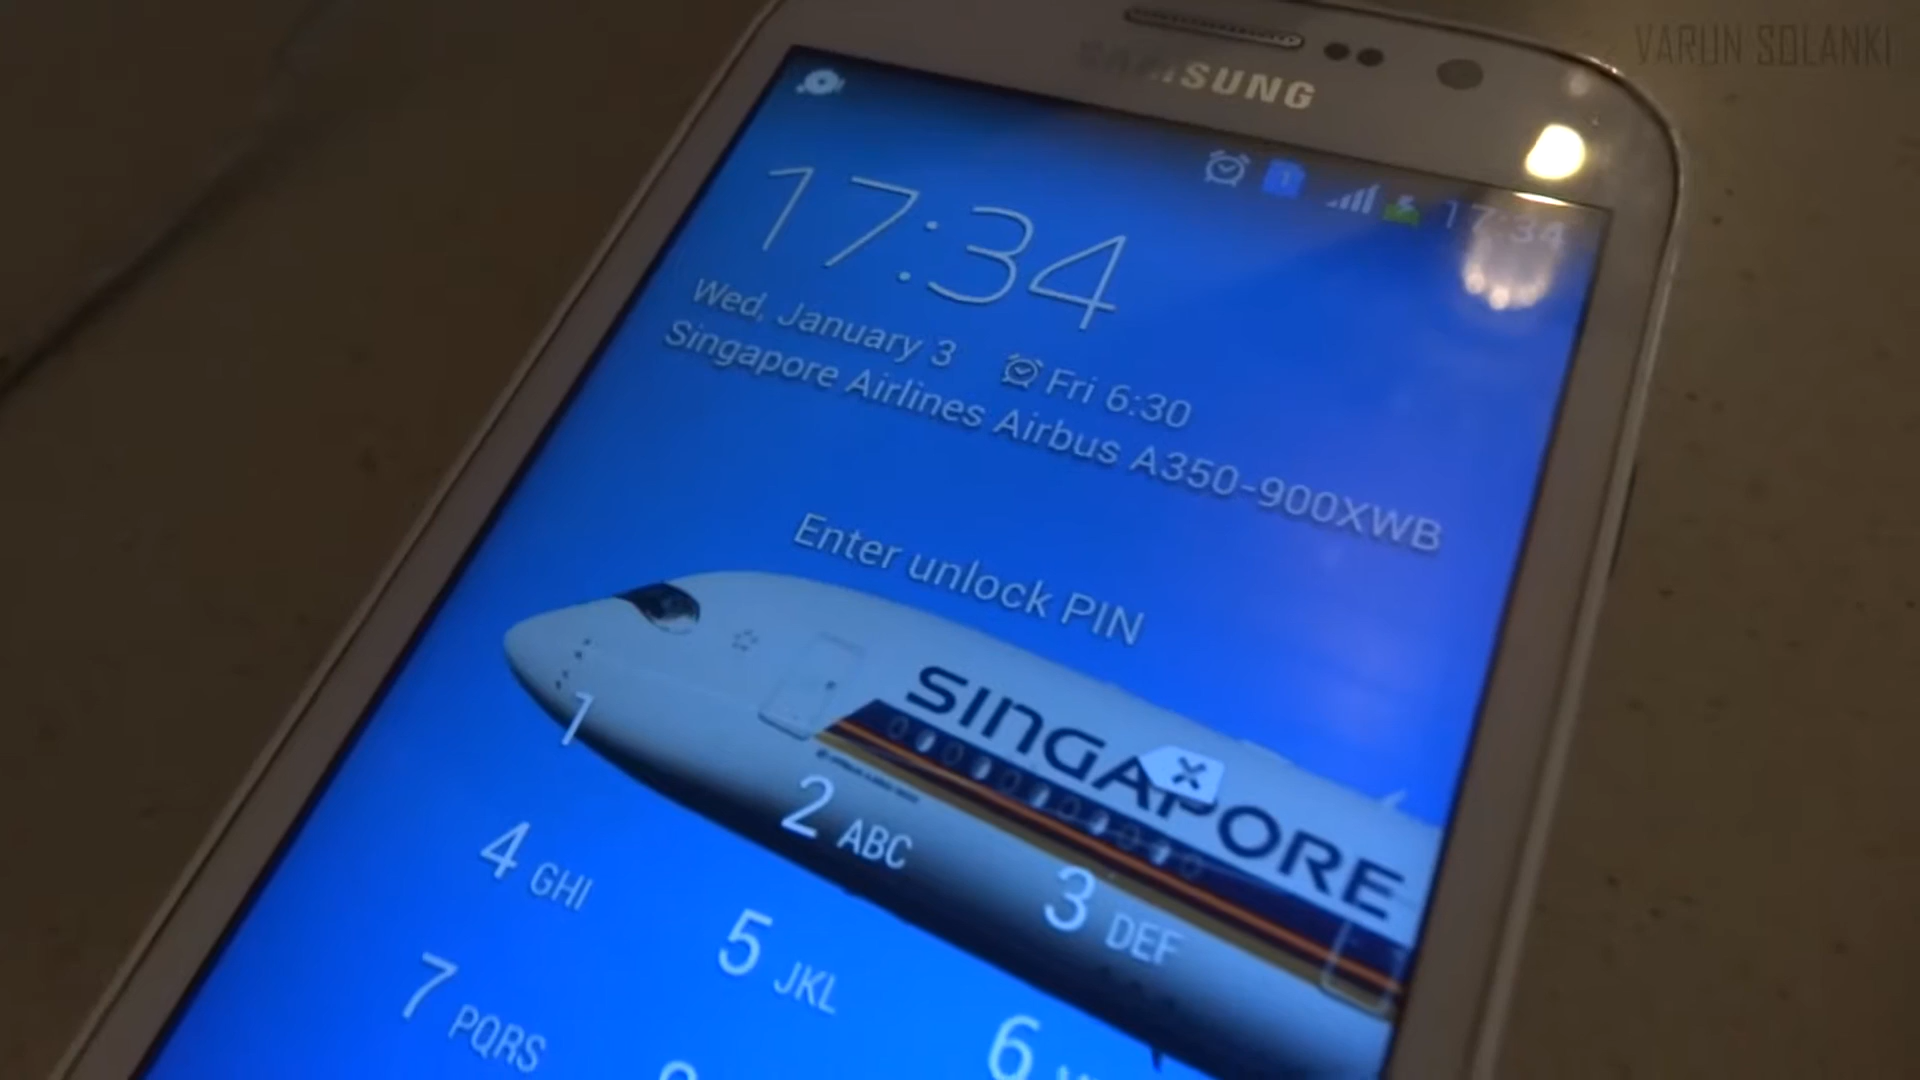 VARUN SOLANKI
SAMSUNG
17:34
17:34
Wed, January 3 Fri 6:30
Singapore Airlines Airbus A350-900XWB
Enter unlock PIN
SINGAPORE
1
2 ABC
3 DEF
4 GHI
5 JKL
6
7 PQRS